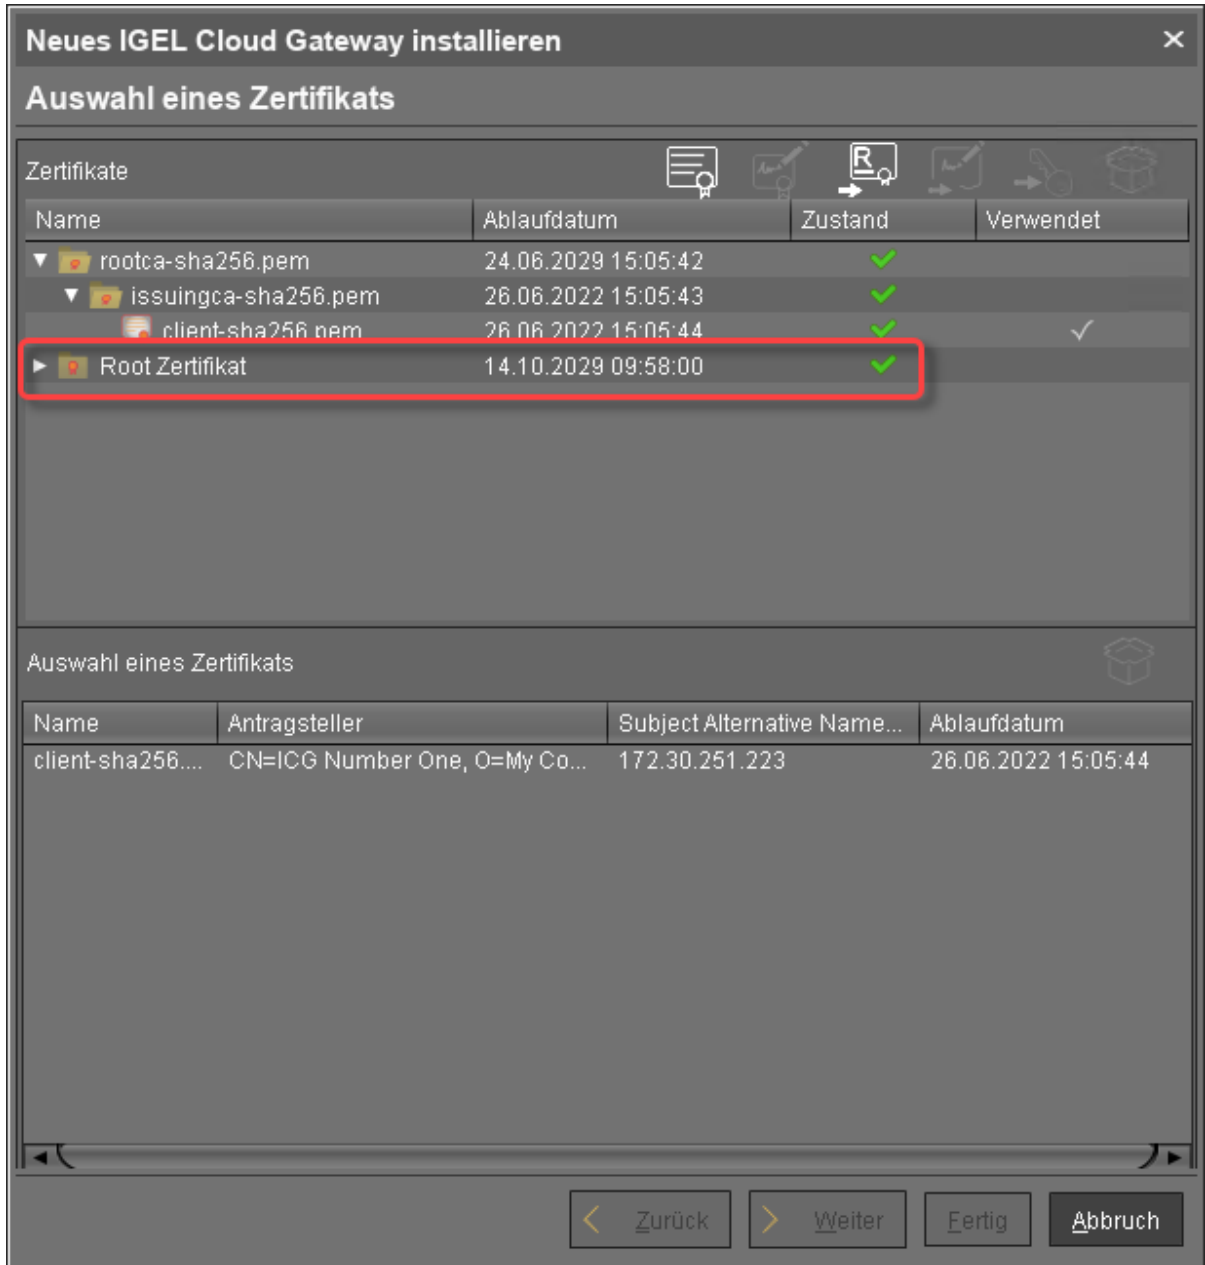 Neues IGEL Cloud Gateway installieren
Auswahl eines Zertifikats
Zertifikate
Name Ablaufdatum Zustand Verwendet
rootca-sha256.pem 24.06.2029 15:05:42
issuingca-sha256.pem 26.06.2022 15:05:43
client-sha256.pem 26.06.2022 15:05:44
Root Zertifikat 14.10.2029 09:58:00
Auswahl eines Zertifikats
Name Antragsteller Subject Alternative Name... Ablaufdatum
client-sha256.... CN=ICG Number One, O=My Co... 172.30.251.223 26.06.2022 15:05:44
Zurück Weiter Fertig Abbruch